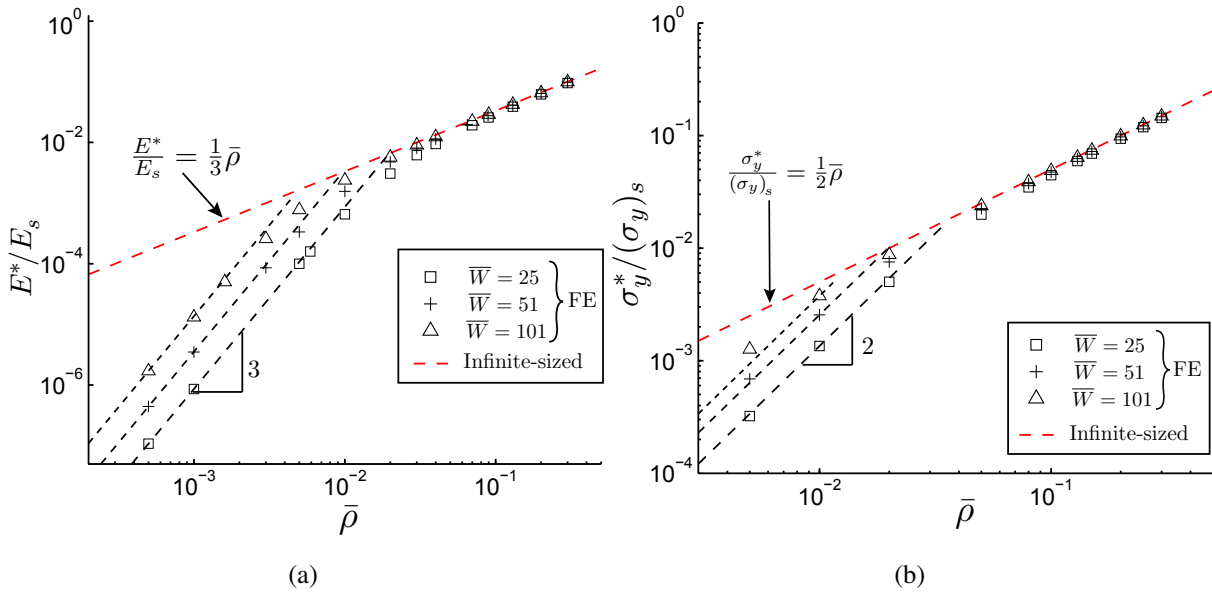 10^0
10^-2
10^-4
10^-6
E*/E_s
E*/E_s = 1/3 ρ̄
3
W̅ = 25
W̅ = 51
W̅ = 101
FE
Infinite-sized
10^-3
10^-2
10^-1
ρ̄
(a)
10^0
10^-1
10^-2
10^-3
10^-4
σ_y^*/(σ_y)_s
σ_y^*/(σ_y)_s = 1/2 ρ̄
2
W̅ = 25
W̅ = 51
W̅ = 101
FE
Infinite-sized
10^-2
10^-1
ρ̄
(b)